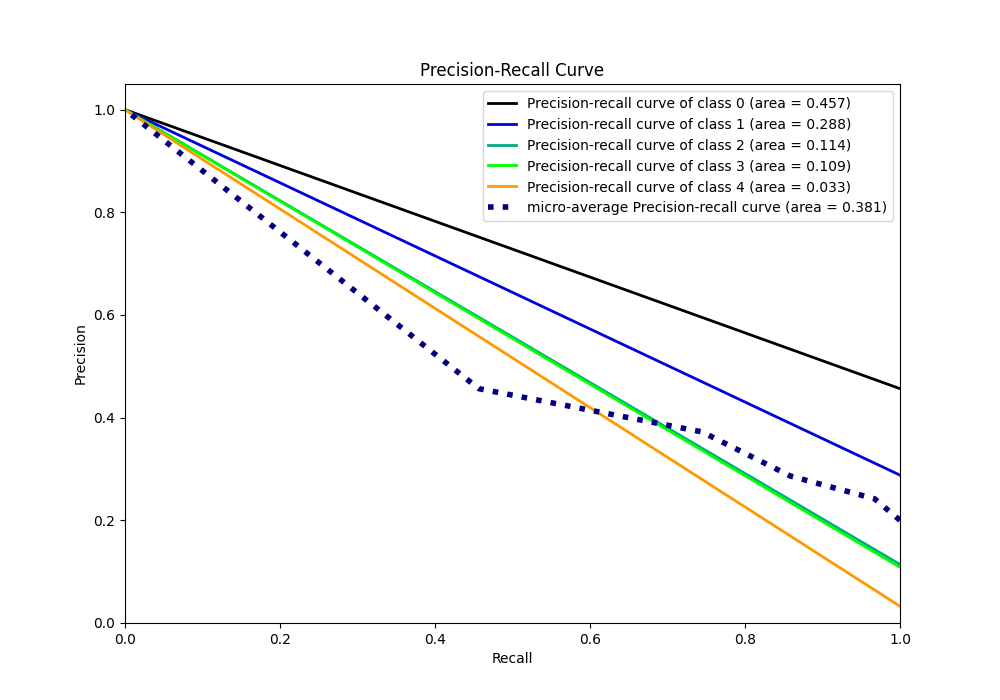 Precision-Recall Curve
Precision-recall curve of class 0 (area = 0.457)
Precision-recall curve of class 1 (area = 0.288)
Precision-recall curve of class 2 (area = 0.114)
Precision-recall curve of class 3 (area = 0.109)
Precision-recall curve of class 4 (area = 0.033)
micro-average Precision-recall curve (area = 0.381)
Precision
1.0
0.8
0.6
0.4
0.2
0.0
0.0 0.2 0.4 0.6 0.8 1.0
Recall